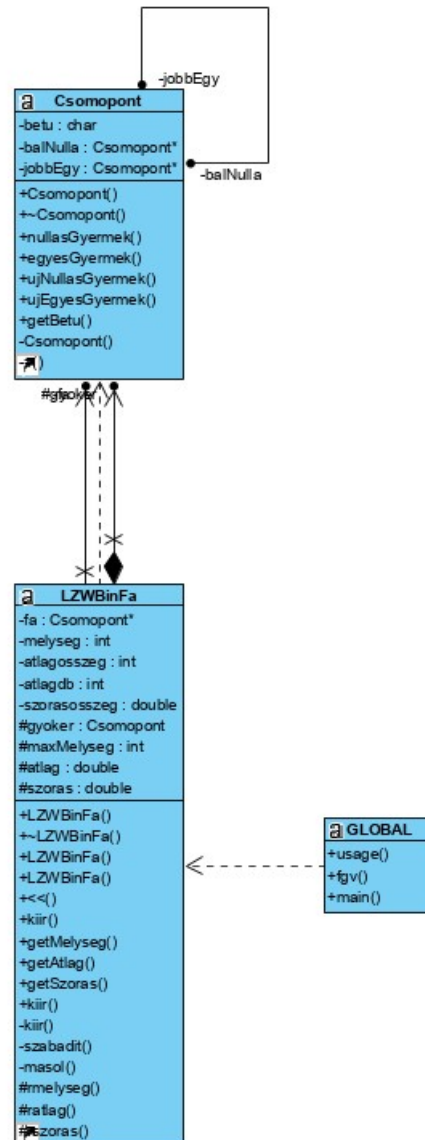 -jobbEgy
Csomopont
-betu : char
-balNulla : Csomopont*
-jobbEgy : Csomopont*
-balNulla
+Csomopont()
+~Csomopont()
+nullasGyermek()
+egyesGyermek()
+ujNullasGyermek()
+ujEgyesGyermek()
+getBetu()
-Csomopont()
LZWBinFa
-fa : Csomopont*
-melyseg : int
-atlagosszeg : int
-atlagdb : int
-szorasosszeg : double
#gyoker : Csomopont
#maxMelyseg : int
#atlag : double
#szoras : double
+LZWBinFa()
+~LZWBinFa()
+LZWBinFa()
+LZWBinFa()
+<<()
+kiir()
+getMelyseg()
+getAtlag()
+getSzoras()
+kiir()
-kiir()
-szabadit()
-masol()
#rmelyseg()
#ratlag()
GLOBAL
+usage()
+fgv()
+main()